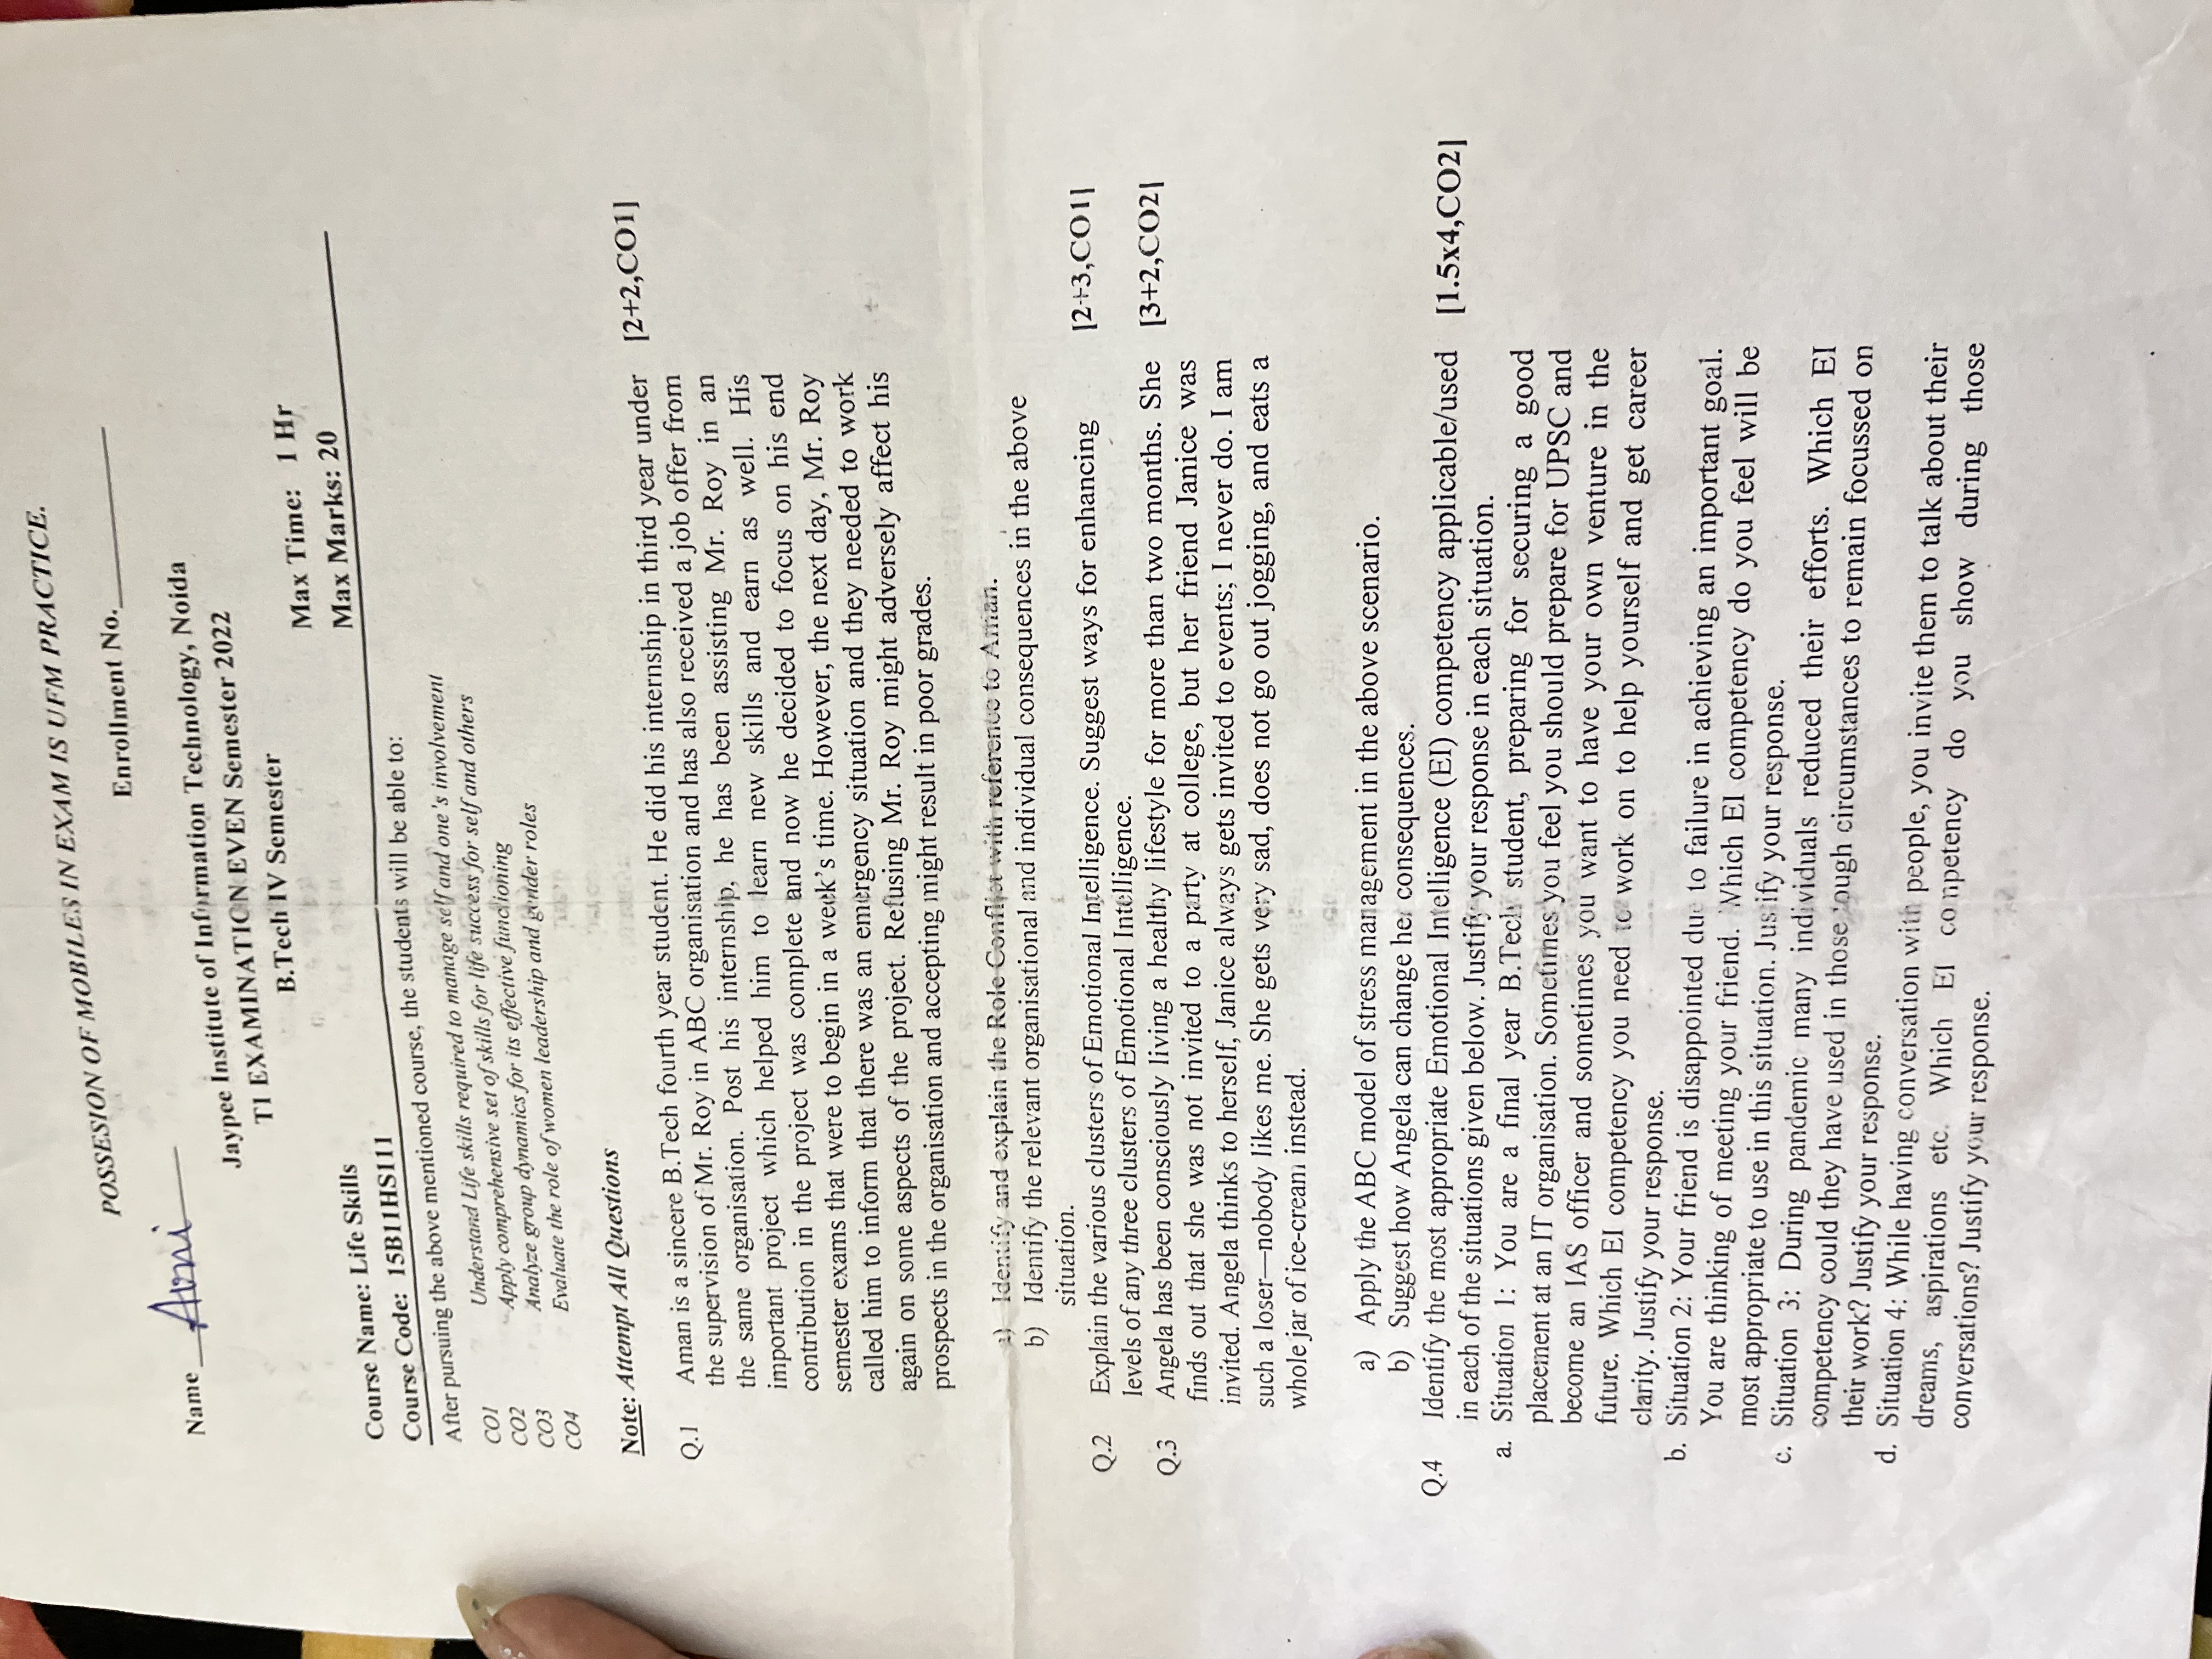 POSSESION OF MOBILES IN EXAM IS UFM PRACTICE.
Enrollment No.
Name Avni
Jaypee Institute of Information Technology, Noida
T1 EXAMINATION EVEN Semester 2022
B.Tech IV Semester
Course Name: Life Skills
Max Time: 1 Hr
Course Code: 15B11HS111
Max Marks: 20
After pursuing the above mentioned course, the students will be able to:
CO1 Understand Life skills required to manage self and one's involvement
CO2 Apply comprehensive set of skills for life success for self and others
CO3 Analyze group dynamics for its effective functioning
CO4 Evaluate the role of women leadership and gender roles
Note: Attempt All Questions
Q.1 Aman is a sincere B.Tech fourth year student. He did his internship in third year under [2+2,CO1]
the supervision of Mr. Roy in ABC organisation and has also received a job offer from
the same organisation. Post his internship, he has been assisting Mr. Roy in an
important project which helped him to learn new skills and earn as well. His
contribution in the project was complete and now he decided to focus on his end
semester exams that were to begin in a week's time. However, the next day, Mr. Roy
called him to inform that there was an emergency situation and they needed to work
again on some aspects of the project. Refusing Mr. Roy might adversely affect his
prospects in the organisation and accepting might result in poor grades.
a) Identify and explain the Role Conflict with reference to Aman.
b) Identify the relevant organisational and individual consequences in the above
situation.
Q.2 Explain the various clusters of Emotional Intelligence. Suggest ways for enhancing [2+3,CO1]
levels of any three clusters of Emotional Intelligence.
Q.3 Angela has been consciously living a healthy lifestyle for more than two months. She [3+2,CO2]
finds out that she was not invited to a party at college, but her friend Janice was
invited. Angela thinks to herself, Janice always gets invited to events; I never do. I am
such a loser—nobody likes me. She gets very sad, does not go out jogging, and eats a
whole jar of ice-cream instead.
a) Apply the ABC model of stress management in the above scenario.
b) Suggest how Angela can change her consequences.
Q.4 Identify the most appropriate Emotional Intelligence (EI) competency applicable/used [1.5x4,CO2]
in each of the situations given below. Justify your response in each situation.
a. Situation 1: You are a final year B.Tech student, preparing for securing a good
placement at an IT organisation. Sometimes you feel you should prepare for UPSC and
become an IAS officer and sometimes you want to have your own venture in the
future. Which EI competency you need to work on to help yourself and get career
clarity. Justify your response.
b. Situation 2: Your friend is disappointed due to failure in achieving an important goal.
You are thinking of meeting your friend. Which EI competency do you feel will be
most appropriate to use in this situation. Justify your response.
c. Situation 3: During pandemic many individuals reduced their efforts. Which EI
competency could they have used in those tough circumstances to remain focussed on
their work? Justify your response.
d. Situation 4: While having conversation with people, you invite them to talk about their
dreams, aspirations etc. Which EI competency do you show during those
conversations? Justify your response.